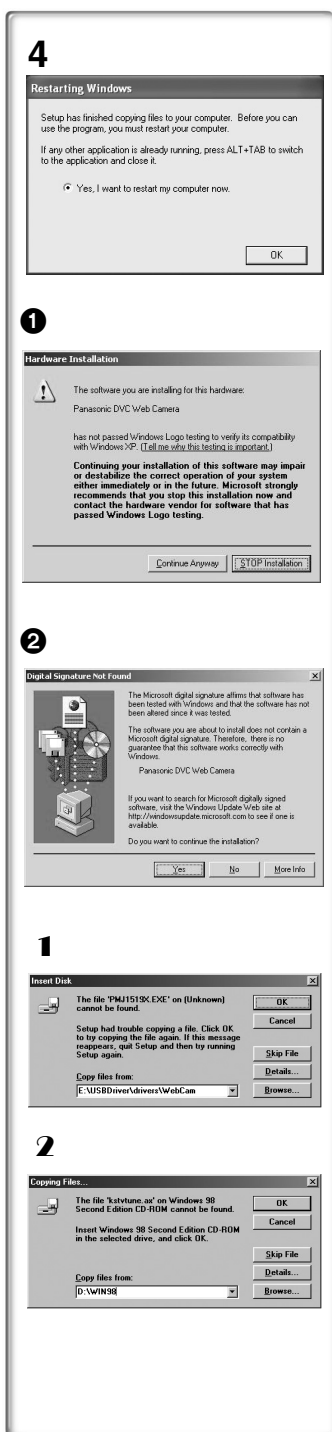 4
Restarting Windows
Setup has finished copying files to your computer. Before you can
use the program, you must restart your computer.
If any other application is already running, press ALT+TAB to switch
to the application and close it.
Yes, I want to restart my computer now.
OK
❶
Hardware Installation
The software you are installing for this hardware:
Panasonic DVC Web Camera
has not passed Windows Logo testing to verify its compatibility
with Windows XP. (Tell me why this testing is important.)
Continuing your installation of this software may impair
or destabilize the correct operation of your system
either immediately or in the future. Microsoft strongly
recommends that you stop this installation now and
contact the hardware vendor for software that has
passed Windows Logo testing.
Continue Anyway STOP Installation
❷
Digital Signature Not Found
The Microsoft digital signature affirms that software has
been tested with Windows and that the software has not
been altered since it was tested.
The software you are about to install does not contain a
Microsoft digital signature. Therefore, there is no
guarantee that this software works correctly with
Windows.
Panasonic DVC Web Camera
If you want to search for Microsoft digitally signed
software, visit the Windows Update Web site at
http://windowsupdate.microsoft.com to see if one is
available.
Do you want to continue the installation?
Yes No More Info
1
Insert Disk
The file 'PMJ1519X.EXE' on (Unknown)
cannot be found.
Setup had trouble copying a file. Click OK
to try copying the file again. If this message
reappears, quit Setup and then try running
Setup again.
Copy files from:
E:\USBDriver\drivers\WebCam
OK
Cancel
Skip File
Details...
Browse...
2
Copying Files...
The file 'kstvtune.ax' on Windows 98
Second Edition CD-ROM cannot be found.
Insert Windows 98 Second Edition CD-ROM
in the selected drive, and click OK.
Copy files from:
D:\WIN98
OK
Cancel
Skip File
Details...
Browse...